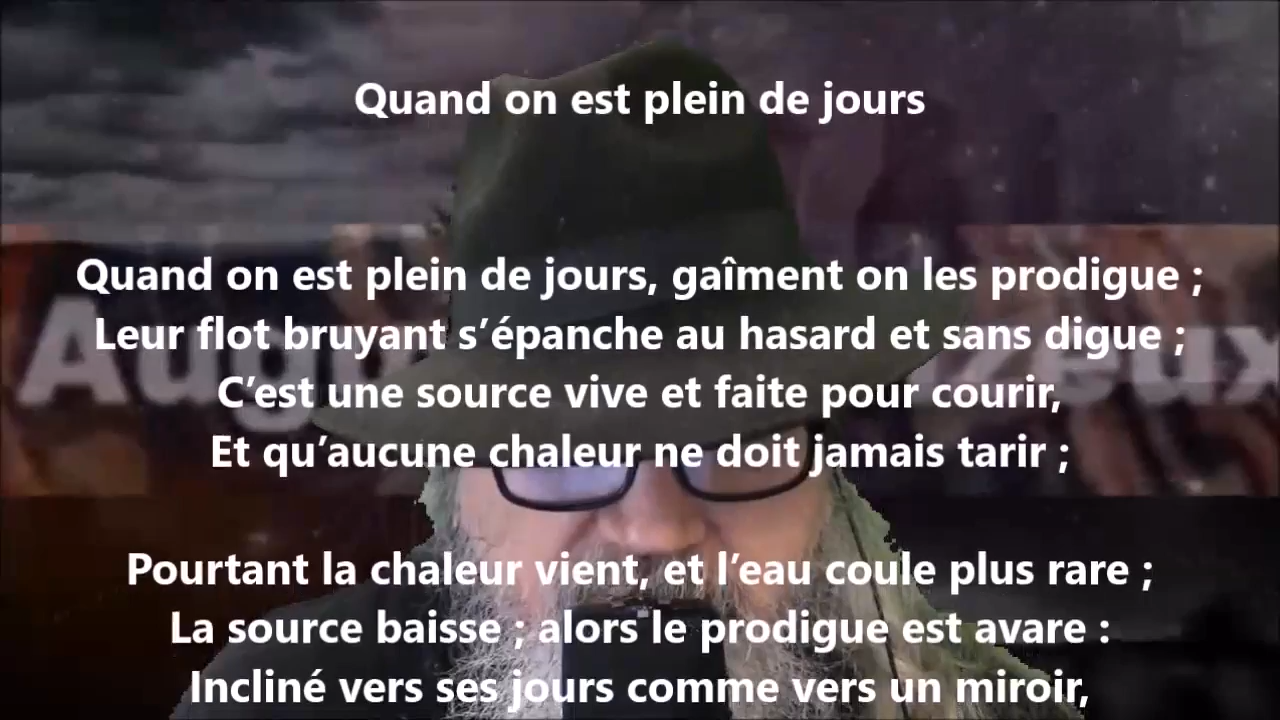 Quand on est plein de jours
Quand on est plein de jours, gaîment on les prodigue ;
Leur flot bruyant s’épanche au hasard et sans digue ;
C’est une source vive et faite pour courir,
Et qu’aucune chaleur ne doit jamais tarir ;
Pourtant la chaleur vient, et l’eau coule plus rare ;
La source baisse ; alors le prodigue est avare :
Incliné vers ses jours comme vers un miroir,